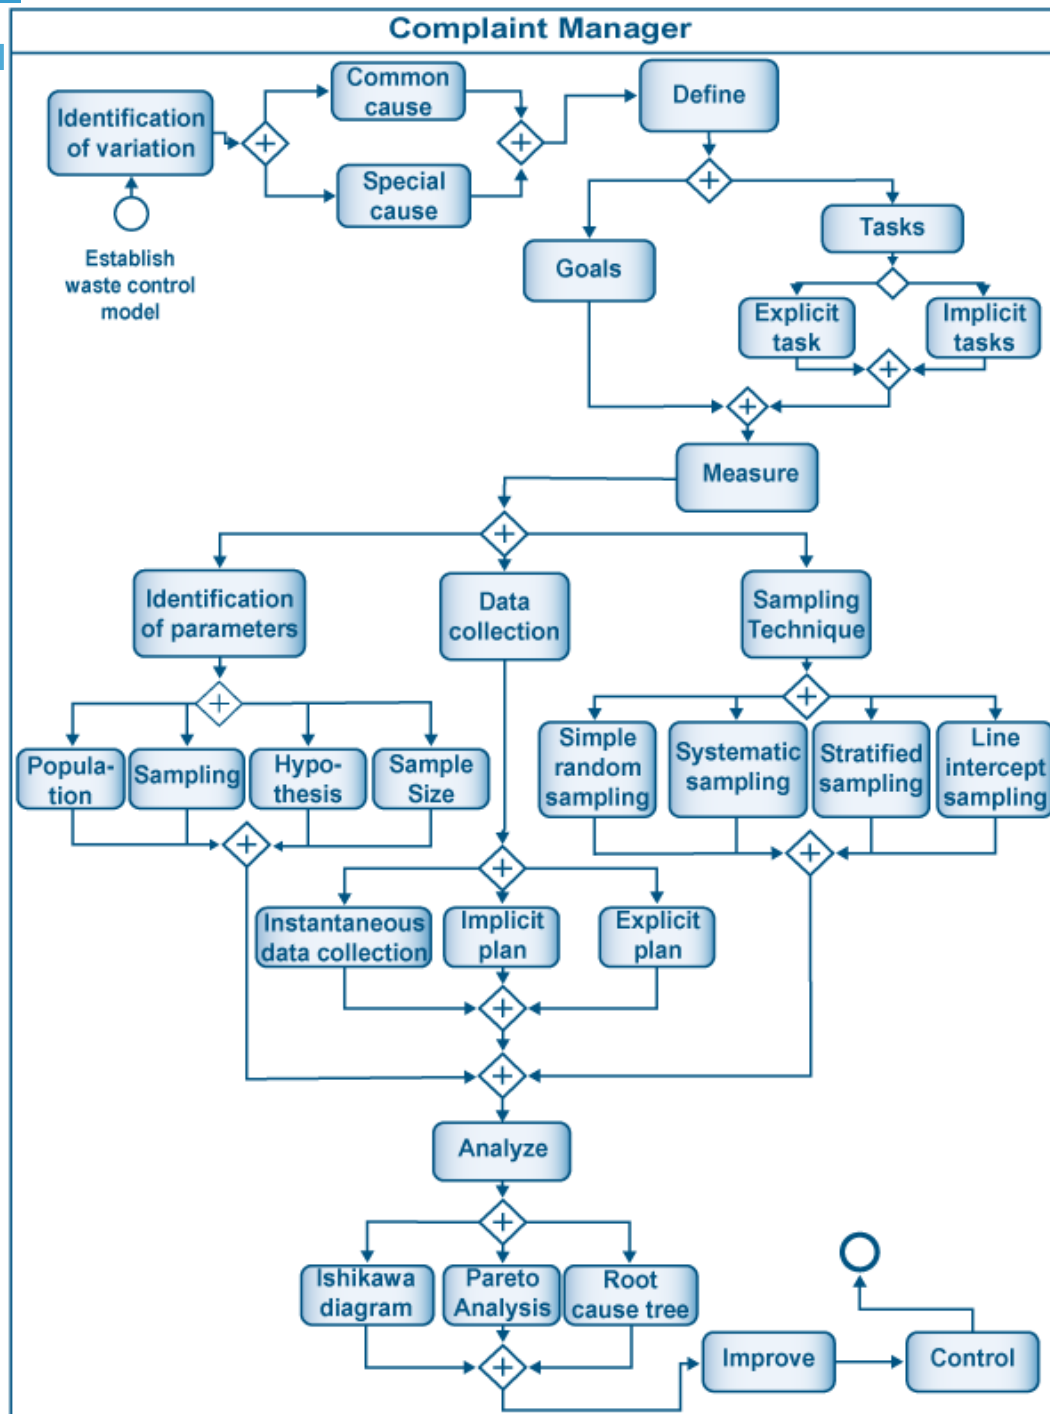 Complaint Manager
Identification
of variation
Common
cause
Special
cause
Define
Establish
waste control
model
Goals
Tasks
Explicit
task
Implicit
tasks
Measure
Identification
of parameters
Data
collection
Sampling
Technique
Popula-
tion
Sampling
Hypo-
thesis
Sample
Size
Simple
random
sampling
Systematic
sampling
Stratified
sampling
Line
intercept
sampling
Instantaneous
data collection
Implicit
plan
Explicit
plan
Analyze
Ishikawa
diagram
Pareto
Analysis
Root
cause tree
Improve
Control